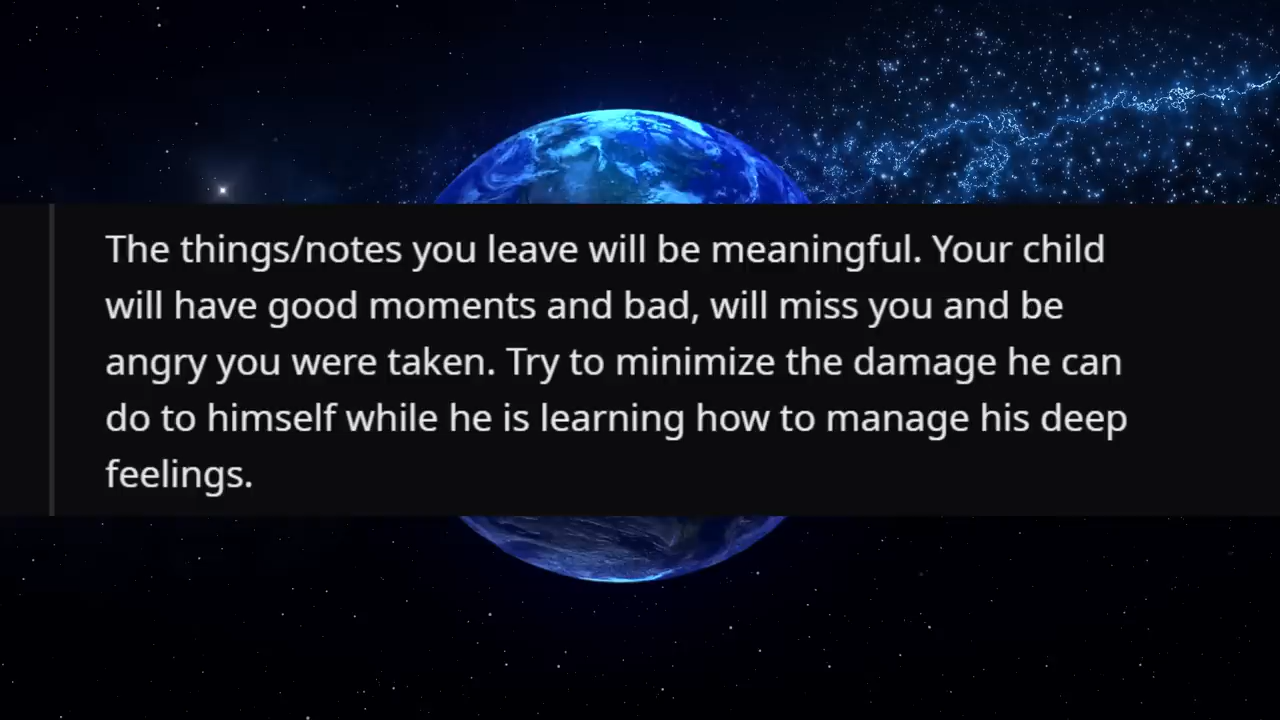 The things/notes you leave will be meaningful. Your child
will have good moments and bad, will miss you and be
angry you were taken. Try to minimize the damage he can
do to himself while he is learning how to manage his deep
feelings.